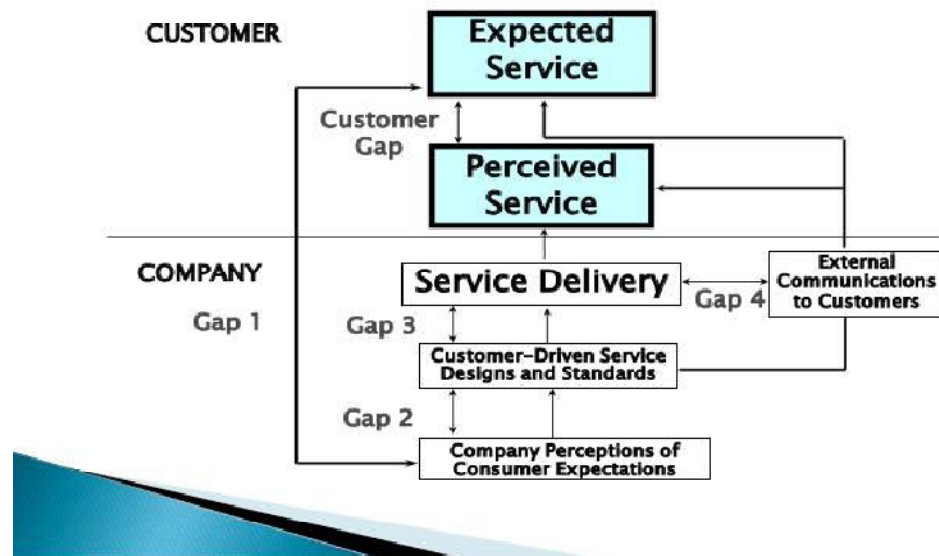 CUSTOMER
Expected
Service
Customer
Gap
Perceived
Service
COMPANY
Gap 1
Service Delivery
Gap 4
External
Communications
to Customers
Gap 3
Customer-Driven Service
Designs and Standards
Gap 2
Company Perceptions of
Consumer Expectations